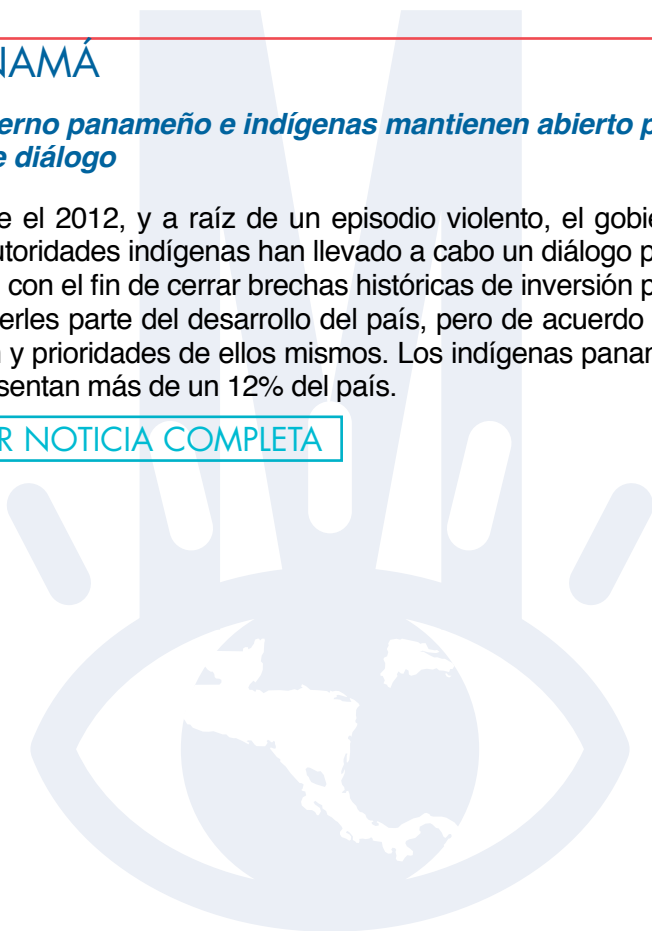 NAMÁ
erno panameño e indígenas mantienen abierto p
e diálogo
e el 2012, y a raíz de un episodio violento, el gobie
utoridades indígenas han llevado a cabo un diálogo p
con el fin de cerrar brechas históricas de inversión p
erles parte del desarrollo del país, pero de acuerdo
n y prioridades de ellos mismos. Los indígenas panam
sentan más de un 12% del país.
R NOTICIA COMPLETA